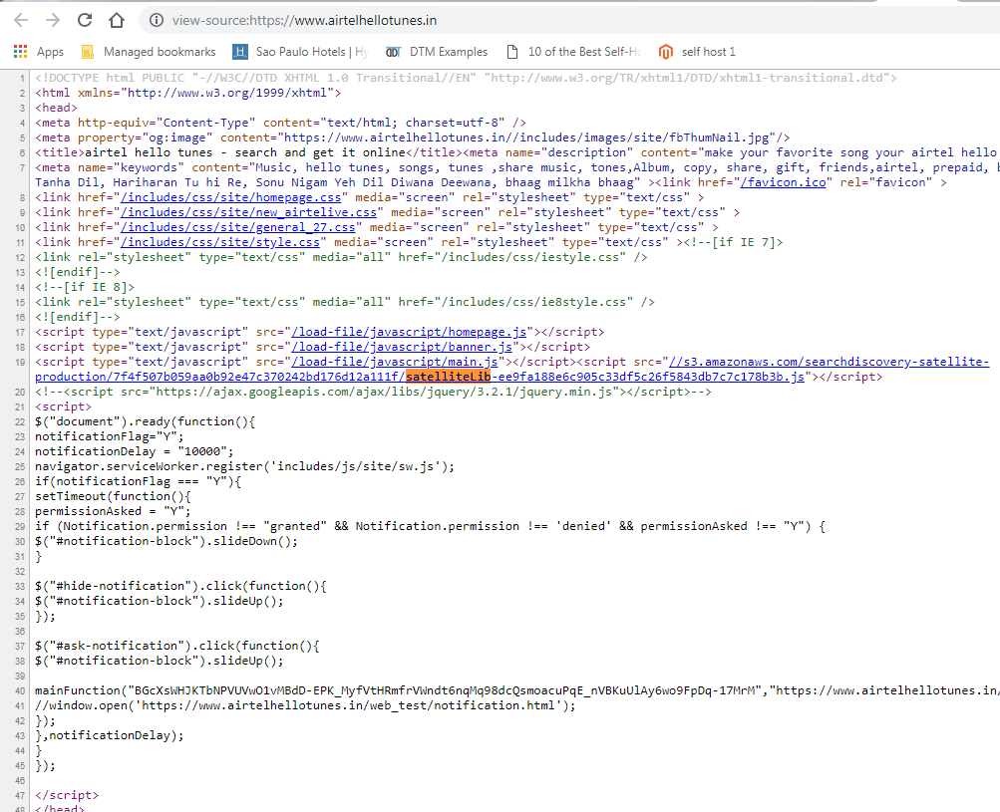 view-source:https://www.airtelhellotunes.in
Apps Managed bookmarks Sao Paulo Hotels | Hy DTM Examples 10 of the Best Self-Ho self host 1
1 <!DOCTYPE html PUBLIC "-//W3C//DTD XHTML 1.0 Transitional//EN" "http://www.w3.org/TR/xhtml1/DTD/xhtml1-transitional.dtd">
2 <html xmlns="http://www.w3.org/1999/xhtml">
3 <head>
4 <meta http-equiv="Content-Type" content="text/html; charset=utf-8" />
5 <meta property="og:image" content="https://www.airtelhellotunes.in//includes/images/site/fbThumNail.jpg"/>
6 <title>airtel hello tunes - search and get it online</title><meta name="description" content="make your favorite song your airtel hello
7 <meta name="keywords" content="Music, hello tunes, songs, tunes ,share music, tones,Album, copy, share, gift, friends,airtel, prepaid,
Tanha Dil, Hariharan Tu hi Re, Sonu Nigam Yeh Dil Diwana Deewana, bhaag milkha bhaag" ><link href="/favicon.ico" rel="favicon" >
8 <link href="/includes/css/site/homepage.css" media="screen" rel="stylesheet" type="text/css" >
9 <link href="/includes/css/site/new_airtelive.css" media="screen" rel="stylesheet" type="text/css" >
10 <link href="/includes/css/site/general_27.css" media="screen" rel="stylesheet" type="text/css" >
11 <link href="/includes/css/site/style.css" media="screen" rel="stylesheet" type="text/css" ><!--[if IE 7]>
12 <link rel="stylesheet" type="text/css" media="all" href="/includes/css/iestyle.css" />
13 <![endif]-->
14 <!--[if IE 8]>
15 <link rel="stylesheet" type="text/css" media="all" href="/includes/css/ie8style.css" />
16 <![endif]-->
17 <script type="text/javascript" src="/load-file/javascript/homepage.js"></script>
18 <script type="text/javascript" src="/load-file/javascript/banner.js"></script>
19 <script type="text/javascript" src="/load-file/javascript/main.js"></script><script src="//s3.amazonaws.com/searchdiscovery-satellite-
production/7f4f507b059aa0b92e47c370242bd176d12a111f/satelliteLib-ee9fa188e6c905c33df5c26f5843db7c7c178b3b.js"></script>
20 <!--<script src="https://ajax.googleapis.com/ajax/libs/jquery/3.2.1/jquery.min.js"></script>-->
21 <script>
22 $("document").ready(function(){
23 notificationFlag="Y";
24 notificationDelay = "10000";
25 navigator.serviceWorker.register('includes/js/site/sw.js');
26 if(notificationFlag === "Y"){
27 setTimeout(function(){
28 permissionAsked = "Y";
29 if (Notification.permission !== "granted" && Notification.permission !== 'denied' && permissionAsked !== "Y") {
30 $("#notification-block").slideDown();
31 }
32
33 $("#hide-notification").click(function(){
34 $("#notification-block").slideUp();
35 });
36
37 $("#ask-notification").click(function(){
38 $("#notification-block").slideUp();
39
40 mainFunction("BGcXsWHJKTbNPVUVwO1vMBdD-EPK_MyfVtHRmfrVWndt6nqMq98dcQsmoacuPqE_nVBKuUlAy6wo9FpDq-17MrM","https://www.airtelhellotunes.in/
41 //window.open('https://www.airtelhellotunes.in/web_test/notification.html');
42 });
43 },notificationDelay);
44 }
45 });
46
47 </script>
48 </head>